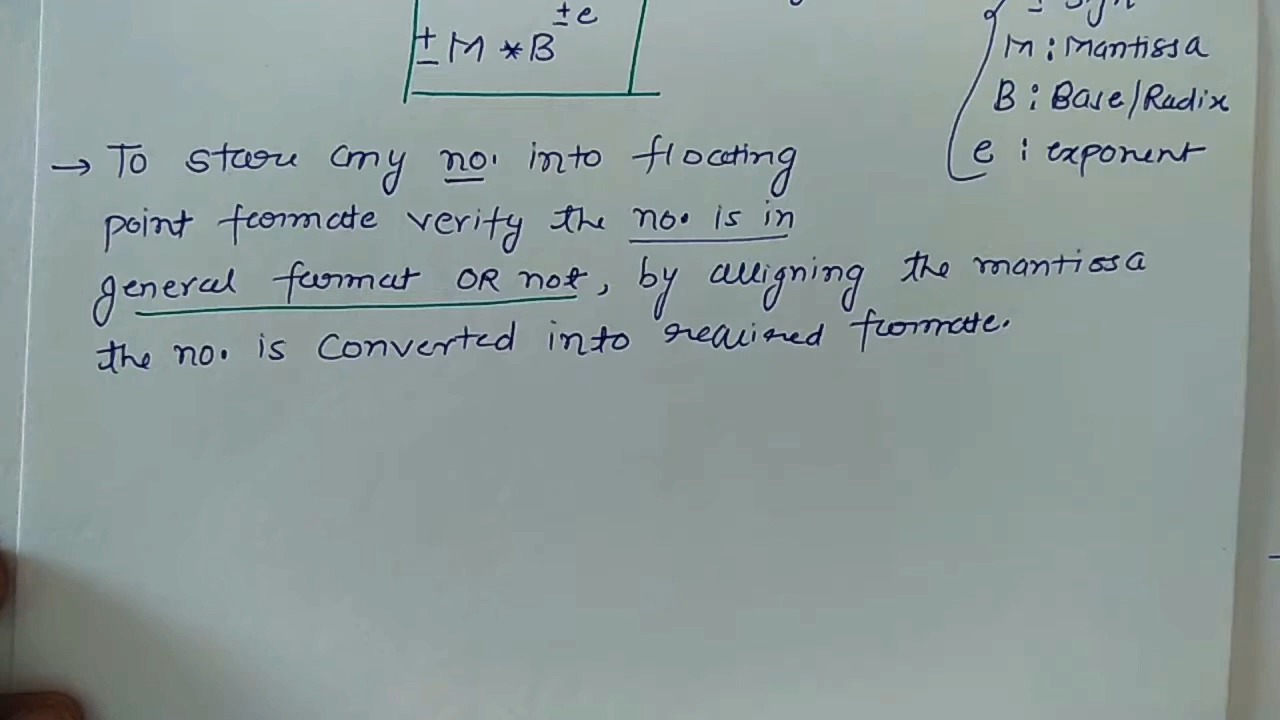 ± M * B ± e
± Sign
M : Mantissa
B : Base/Radix
e : exponent
→ To store any no. into floating
point formate verify the no. is in
general format OR not, by alligning the mantissa
the no. is converted into required formate.